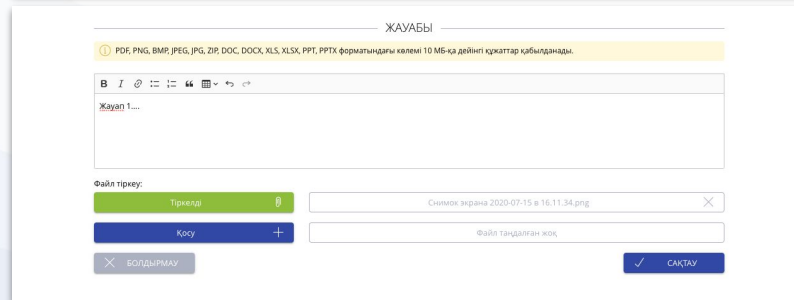 ЖАУАБЫ
PDF, PNG, BMP, JPEG, JPG, ZIP, DOC, DOCX, XLS, XLSX, PPT, PPTX форматындағы көлемі 10 МБ-қа дейінгі құжаттар қабылданады.
B I
Жауап 1....
Файл тіркеу:
Тіркелді Снимок экрана 2020-07-15 в 16.11.34.png
Қосу Файл таңдалған жоқ
БОЛДЫРМАУ САҚТАУ